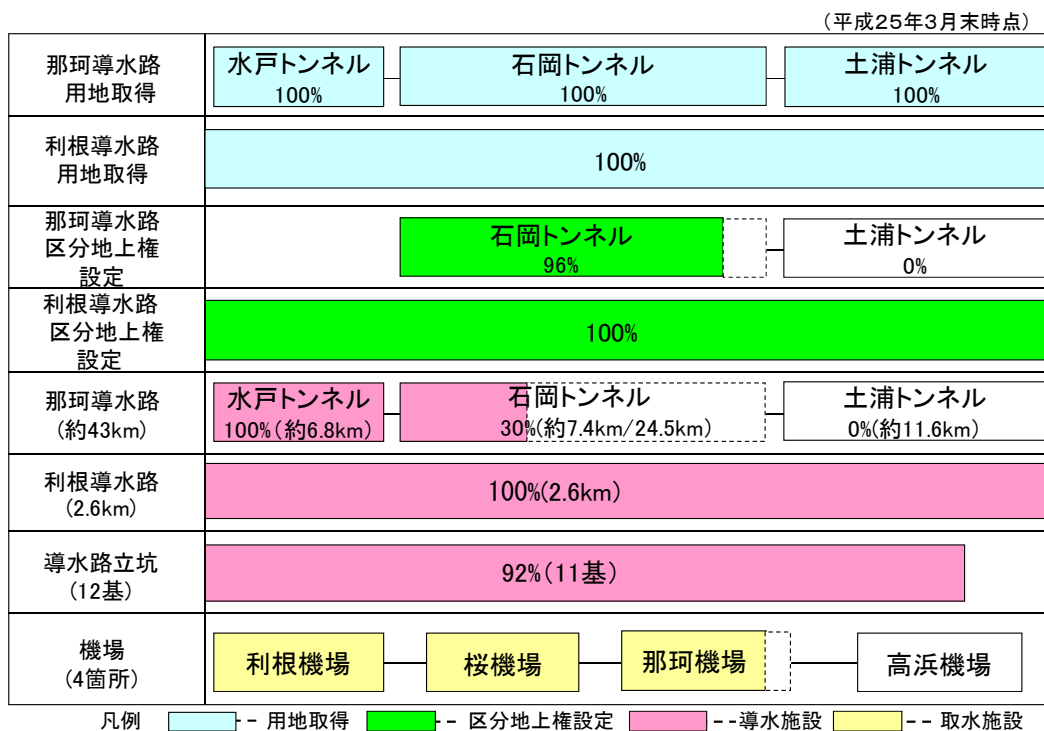 (平成25年3月末時点)
那珂導水路
用地取得
水戸トンネル
100%
石岡トンネル
100%
土浦トンネル
100%
利根導水路
用地取得
100%
那珂導水路
区分地上権
設定
石岡トンネル
96%
土浦トンネル
0%
利根導水路
区分地上権
設定
100%
那珂導水路
(約43km)
水戸トンネル
100%(約6.8km)
石岡トンネル
30%(約7.4km/24.5km)
土浦トンネル
0%(約11.6km)
利根導水路
(2.6km)
100%(2.6km)
導水路立坑
(12基)
92%(11基)
機場
(4箇所)
利根機場
桜機場
那珂機場
高浜機場
凡例
用地取得
区分地上権設定
導水施設
取水施設